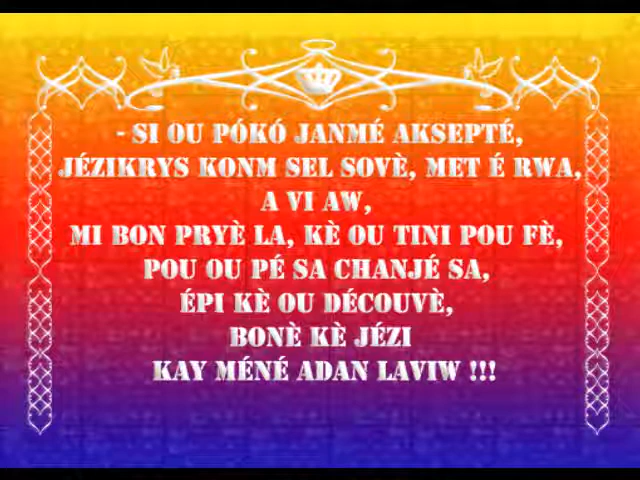 - SI OU PÓKÓ JANMÉ AKSEPTÉ,
JÉZIKRYS KONM SEL SOVÈ, MET É RWA,
A VI AW,
MI BON PRYÈ LA, KÈ OU TINI POU FÈ,
POU OU PÉ SA CHANJÉ SA,
ÉPI KÈ OU DÉCOUVÈ,
BONÈ KÈ JÉZI
KAY MÉNÉ ADAN LAVIW !!!